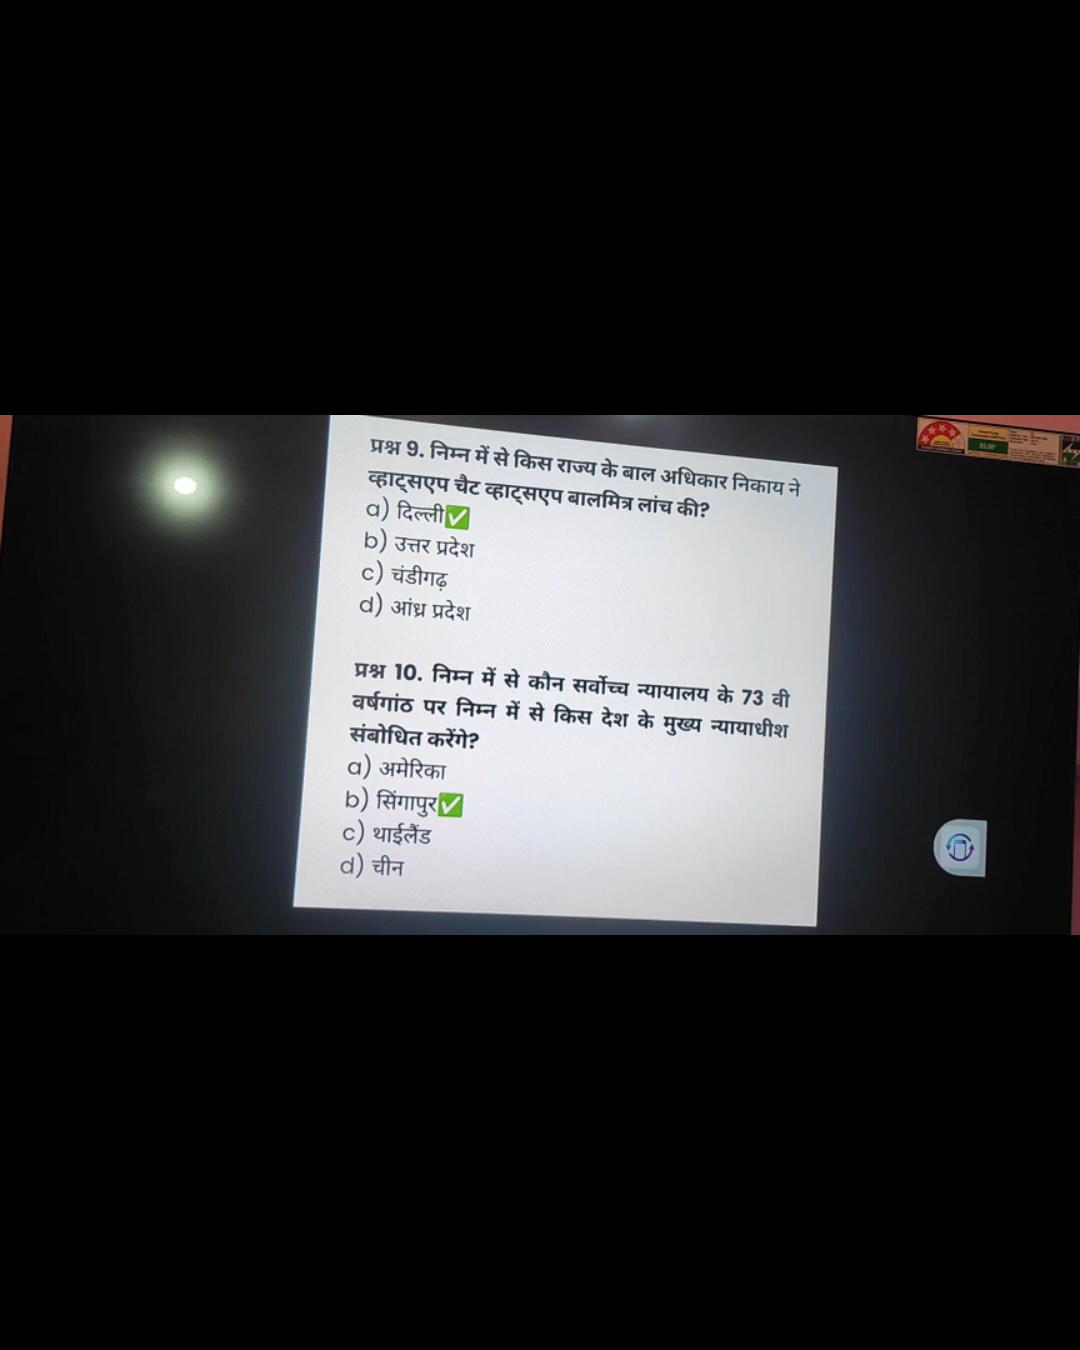 प्रश्न 9. निम्न में से किस राज्य के बाल अधिकार निकाय ने
व्हाट्सएप चैट व्हाट्सएप बालमित्र लांच की?
a) दिल्ली✅
b) उत्तर प्रदेश
c) चंडीगढ़
d) आंध्र प्रदेश
प्रश्न 10. निम्न में से कौन सर्वोच्च न्यायालय के 73 वी
वर्षगांठ पर निम्न में से किस देश के मुख्य न्यायाधीश
संबोधित करेंगे?
a) अमेरिका
b) सिंगापुर✅
c) थाईलैंड
d) चीन